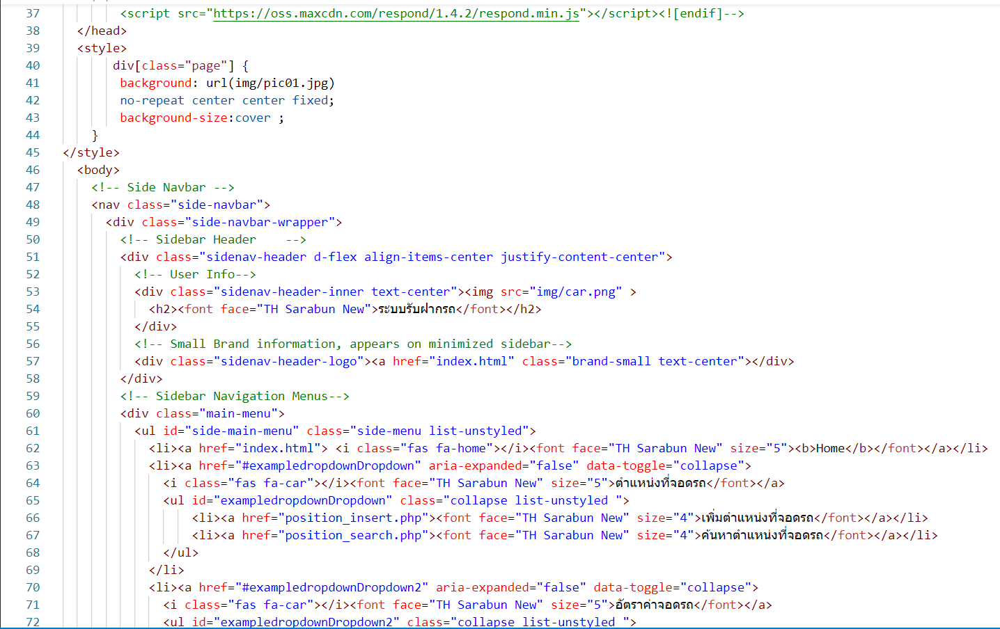 37 <script src="https://oss.maxcdn.com/respond/1.4.2/respond.min.js"></script><![endif]-->
38 </head>
39 <style>
40 div[class="page"] {
41 background: url(img/pic01.jpg)
42 no-repeat center center fixed;
43 background-size:cover ;
44 }
45 </style>
46 <body>
47 <!-- Side Navbar -->
48 <nav class="side-navbar">
49 <div class="side-navbar-wrapper">
50 <!-- Sidebar Header    -->
51 <div class="sidenav-header d-flex align-items-center justify-content-center">
52 <!-- User Info-->
53 <div class="sidenav-header-inner text-center"><img src="img/car.png" >
54 <h2><font face="TH Sarabun New">ระบบรับฝากรถ</font></h2>
55 </div>
56 <!-- Small Brand information, appears on minimized sidebar-->
57 <div class="sidenav-header-logo"><a href="index.html" class="brand-small text-center"></div>
58 </div>
59 <!-- Sidebar Navigation Menus-->
60 <div class="main-menu">
61 <ul id="side-main-menu" class="side-menu list-unstyled">
62 <li><a href="index.html"> <i class="fas fa-home"></i><font face="TH Sarabun New" size="5"><b>Home</b></font></a></li>
63 <li><a href="#exampledropdownDropdown" aria-expanded="false" data-toggle="collapse">
64 <i class="fas fa-car"></i><font face="TH Sarabun New" size="5">ตำแหน่งที่จอดรถ</font></a>
65 <ul id="exampledropdownDropdown" class="collapse list-unstyled ">
66 <li><a href="position_insert.php"><font face="TH Sarabun New" size="4">เพิ่มตำแหน่งที่จอดรถ</font></a></li>
67 <li><a href="position_search.php"><font face="TH Sarabun New" size="4">ค้นหาตำแหน่งที่จอดรถ</font></a></li>
68 </ul>
69 </li>
70 <li><a href="#exampledropdownDropdown2" aria-expanded="false" data-toggle="collapse">
71 <i class="fas fa-car"></i><font face="TH Sarabun New" size="5">อัตราค่าจอดรถ</font></a>
72 <ul id="exampledropdownDropdown2" class="collapse list-unstyled ">